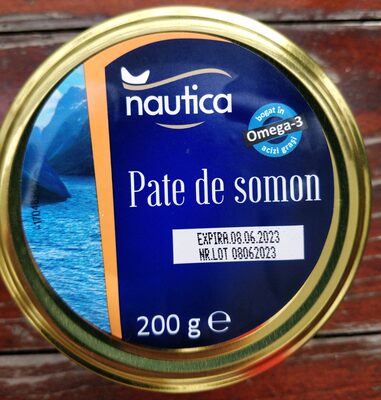 nautica
bogat în
Omega-3
acizi grași
Pate de somon
EXPIRA.08.06.2023
NR.LOT 08062023
200 g ℮